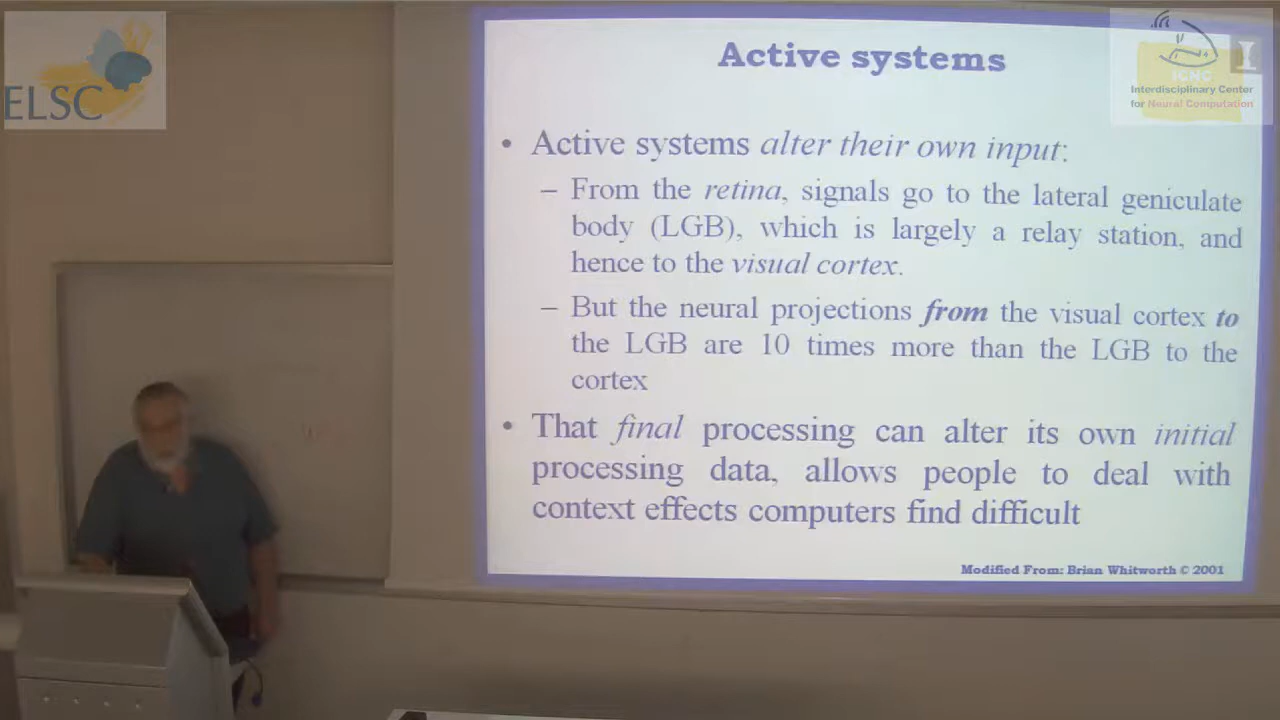 ELSC
Active systems
ICNC
Interdisciplinary Center
for Neural Computation
• Active systems alter their own input:
– From the retina, signals go to the lateral geniculate
body (LGB), which is largely a relay station, and
hence to the visual cortex.
– But the neural projections from the visual cortex to
the LGB are 10 times more than the LGB to the
cortex
• That final processing can alter its own initial
processing data, allows people to deal with
context effects computers find difficult
Modified From: Brian Whitworth © 2001